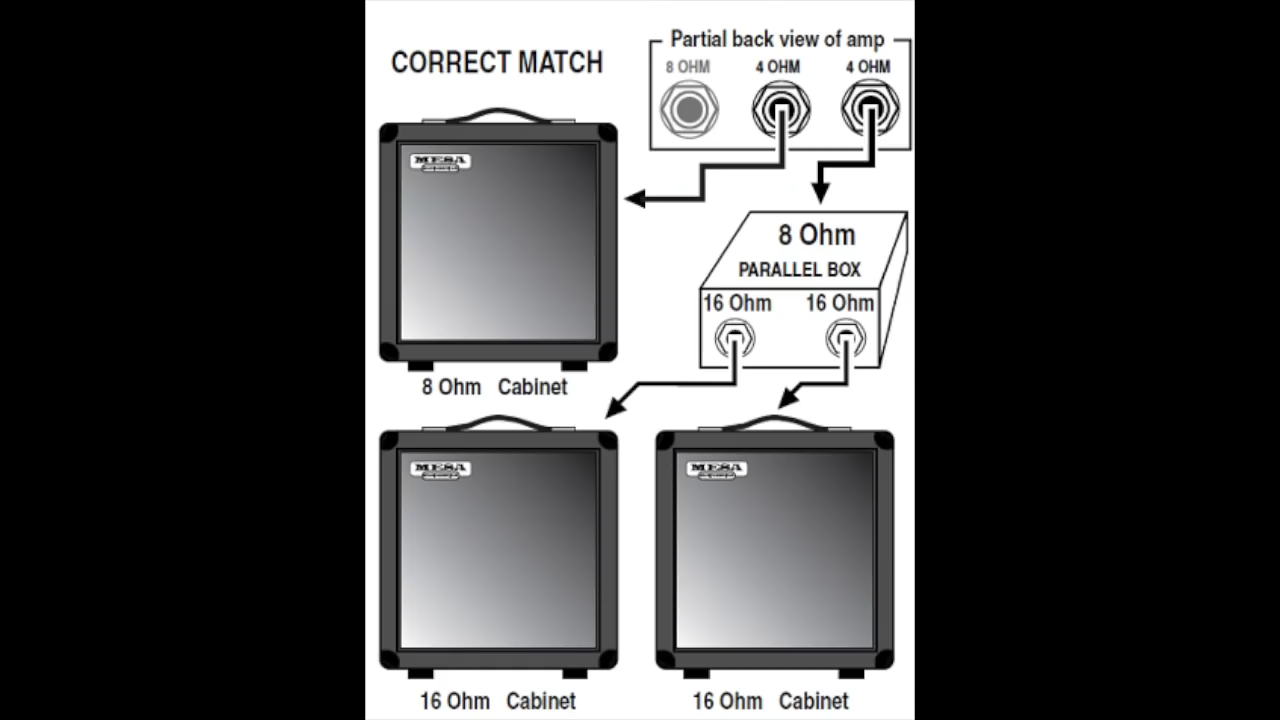 Partial back view of amp
CORRECT MATCH
8 OHM 4 OHM 4 OHM
MESA
8 Ohm
PARALLEL BOX
16 Ohm 16 Ohm
8 Ohm Cabinet
MESA
MESA
16 Ohm Cabinet
16 Ohm Cabinet